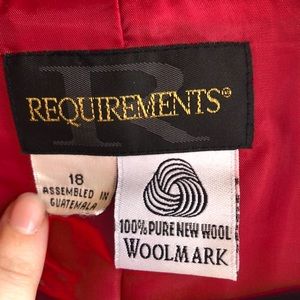 R
REQUIREMENTS®
18
ASSEMBLED IN
GUATEMALA
100% PURE NEW WOOL
WOOLMARK